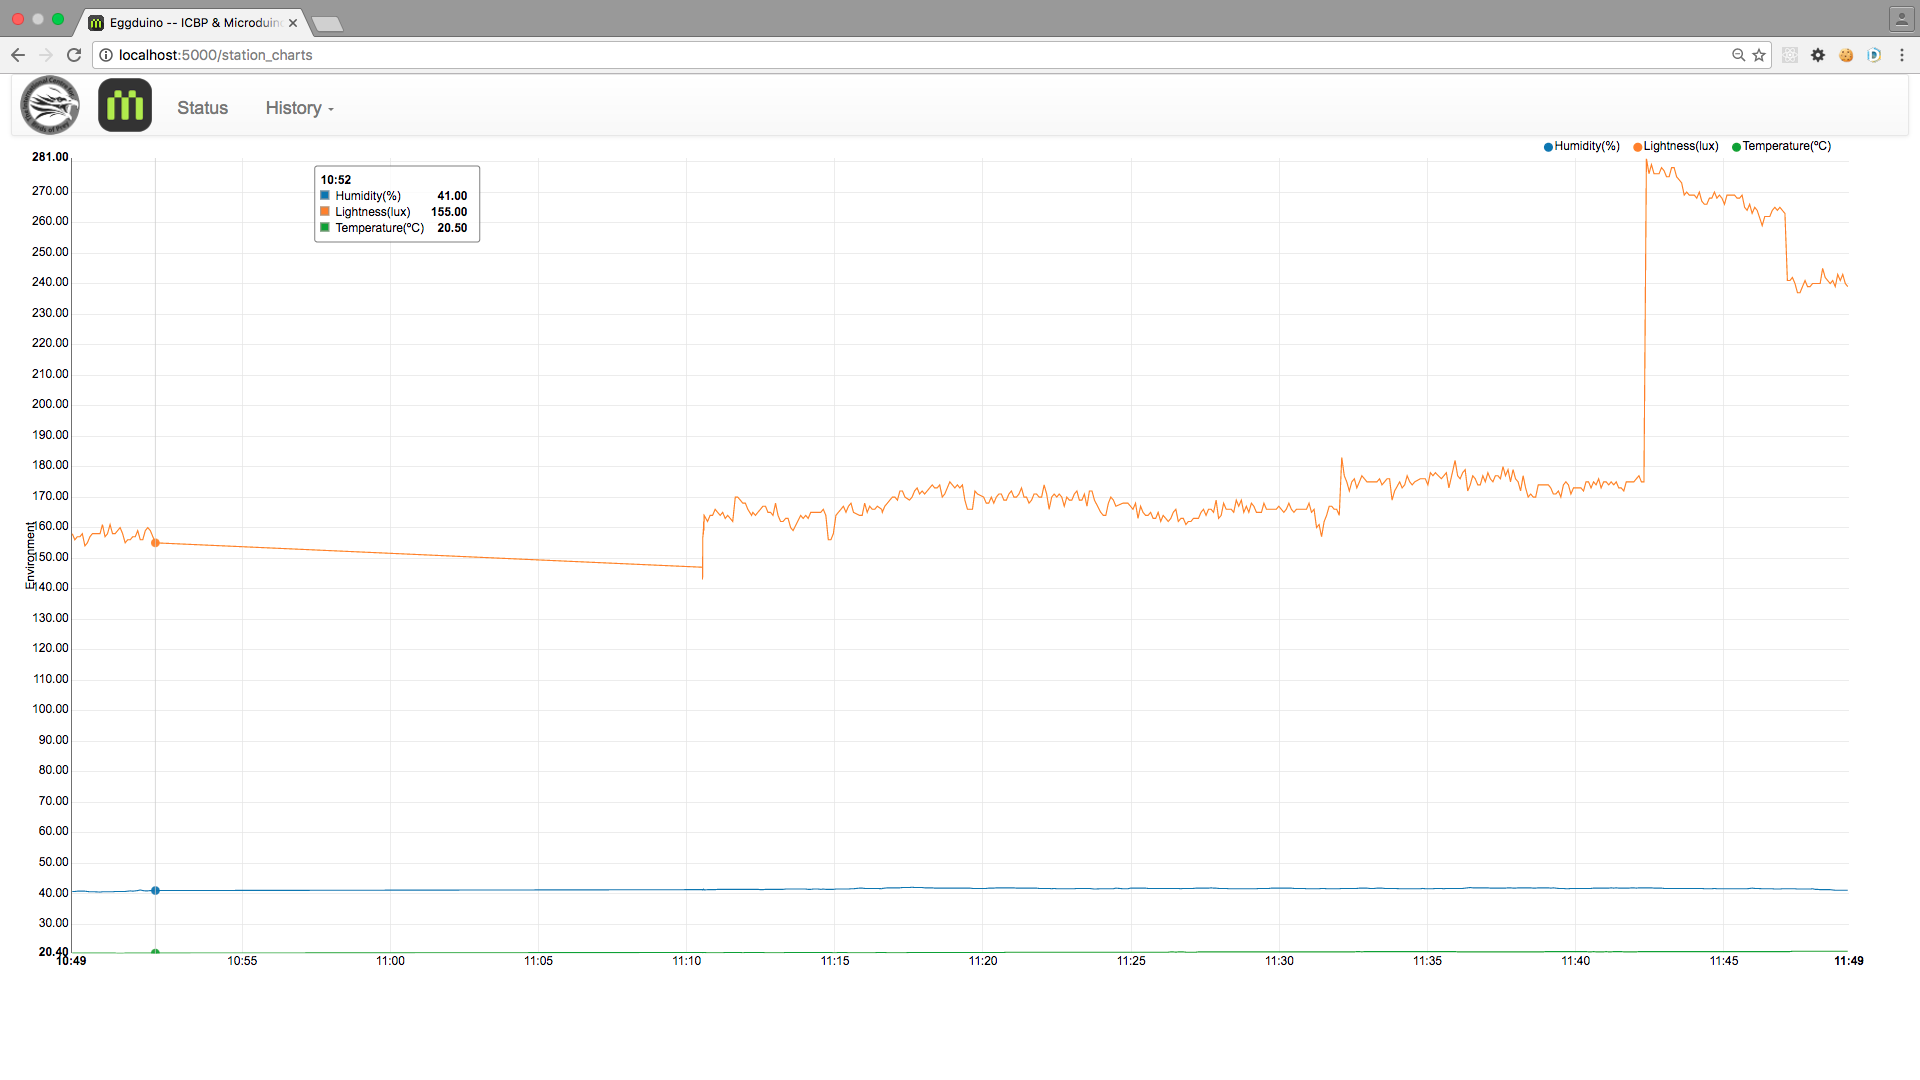 Eggduino -- ICBP & Microduin
localhost:5000/station_charts
Status
History
Humidity(%) Lightness(lux) Temperature(ºC)
281.00
270.00
260.00
250.00
240.00
230.00
220.00
210.00
200.00
190.00
180.00
170.00
160.00
150.00
140.00
130.00
120.00
110.00
100.00
90.00
80.00
70.00
60.00
50.00
40.00
30.00
20.40
Environment
10:52
Humidity(%) 41.00
Lightness(lux) 155.00
Temperature(ºC) 20.50
10:49 10:55 11:00 11:05 11:10 11:15 11:20 11:25 11:30 11:35 11:40 11:45 11:49